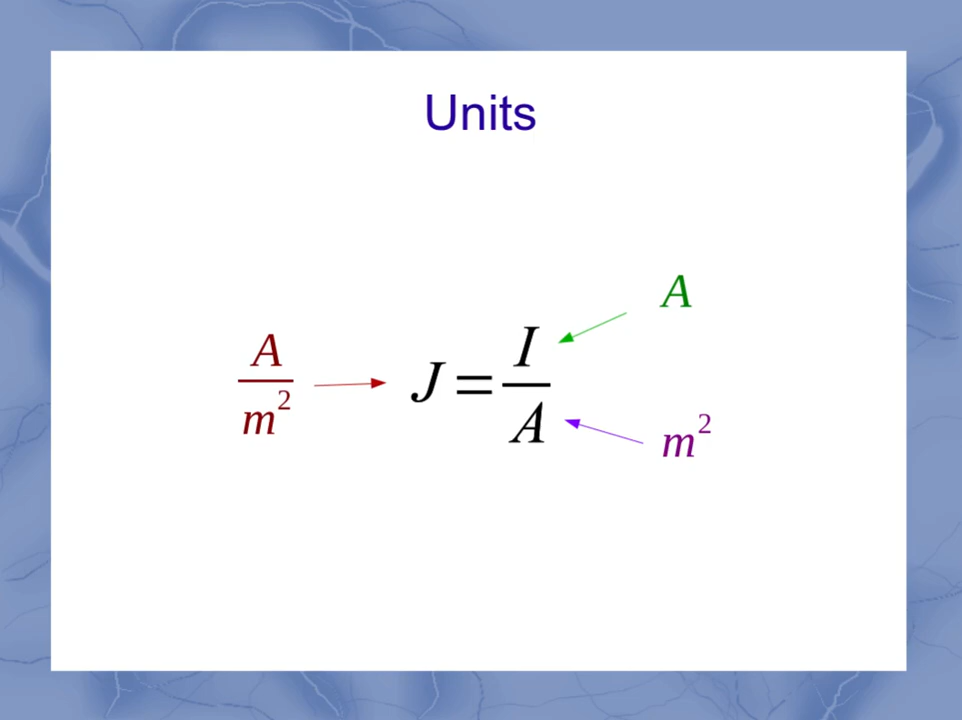 Units
A
A/m²
J = I/A
m²